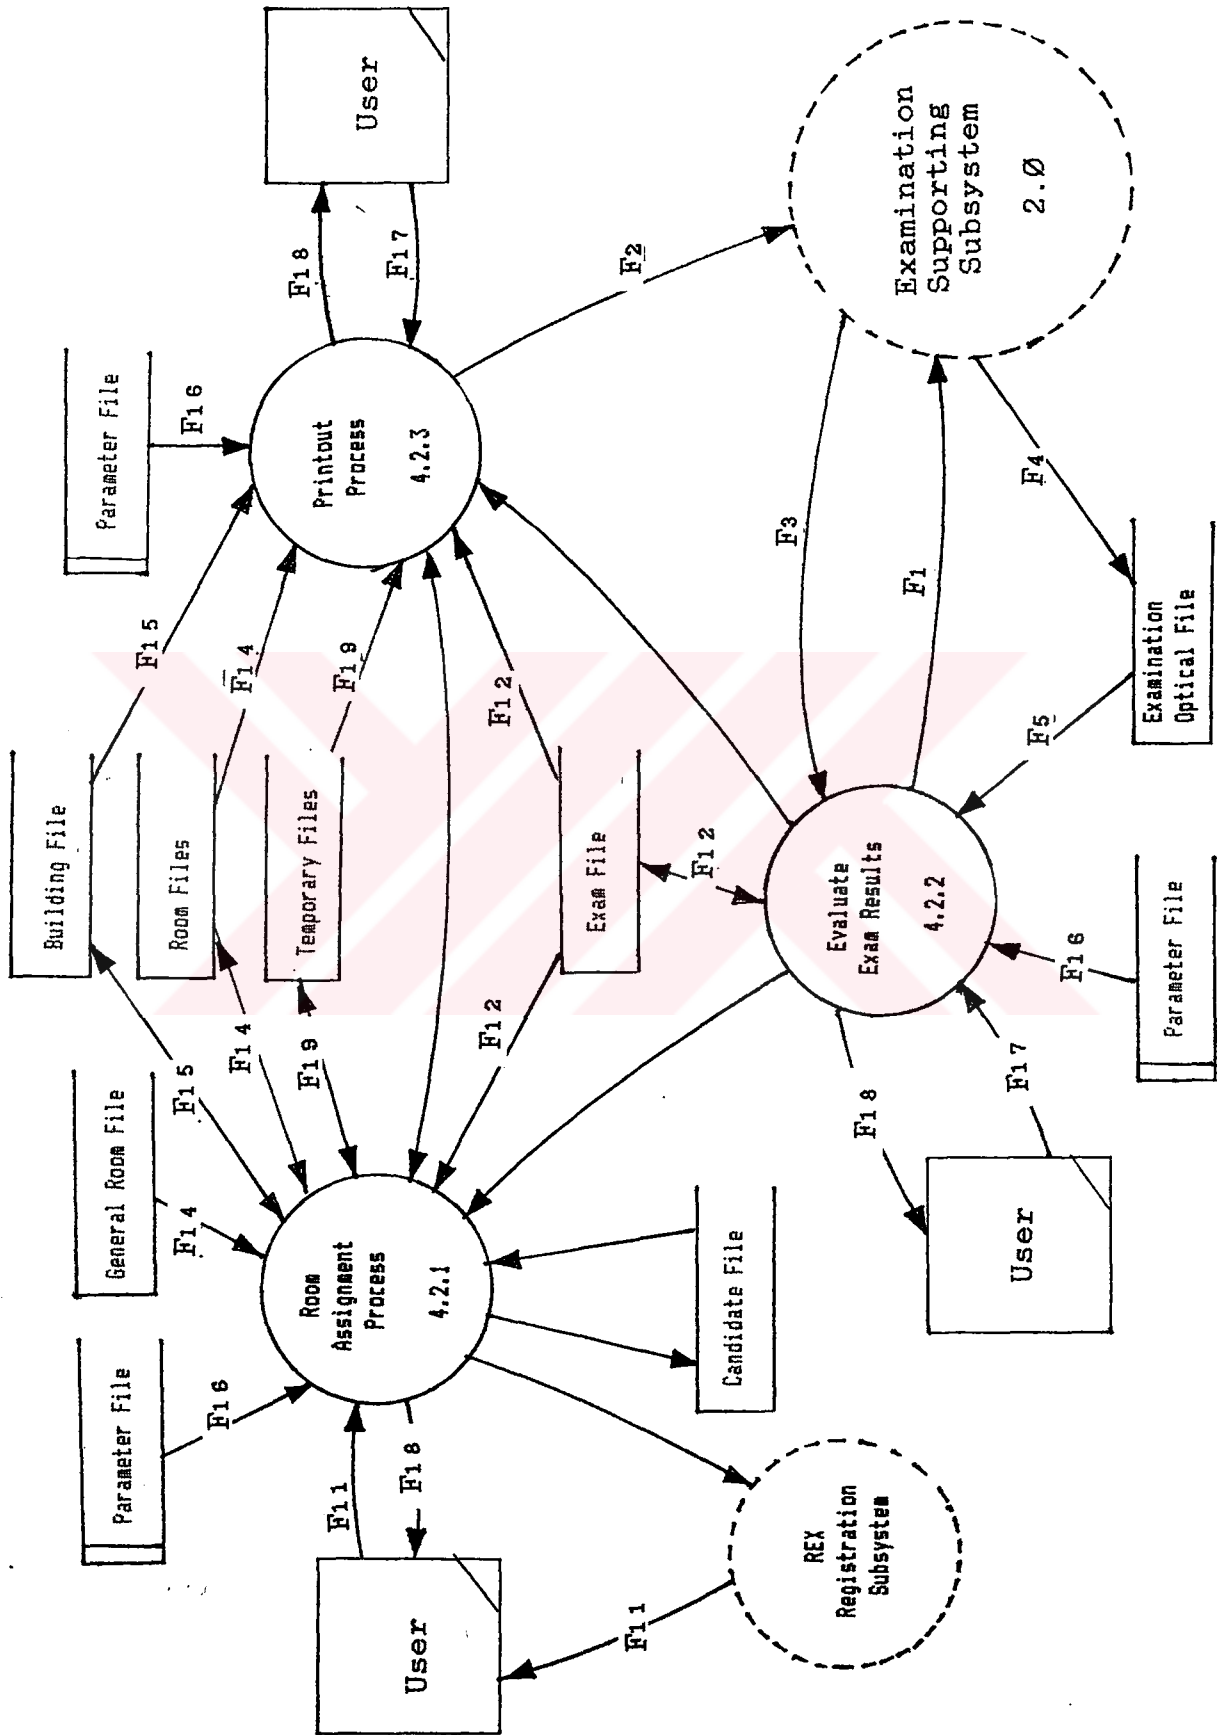 Parameter File
F16
User
F11
F18
F11
REX
Registration
Subsystem
General Room File
F14
Room
Assignment
Process
4.2.1
Candidate File
Building File
F15
F15
Room Files
F14
F14
Temporary Files
F19
F19
Exam File
F12
F12
F12
Parameter File
F16
Printout
Process
4.2.3
User
F18
F17
F2
Examination
Supporting
Subsystem
2.0
F3
F1
F4
F5
Examination
Optical File
Evaluate
Exam Results
4.2.2
F18
F17
User
F16
Parameter File